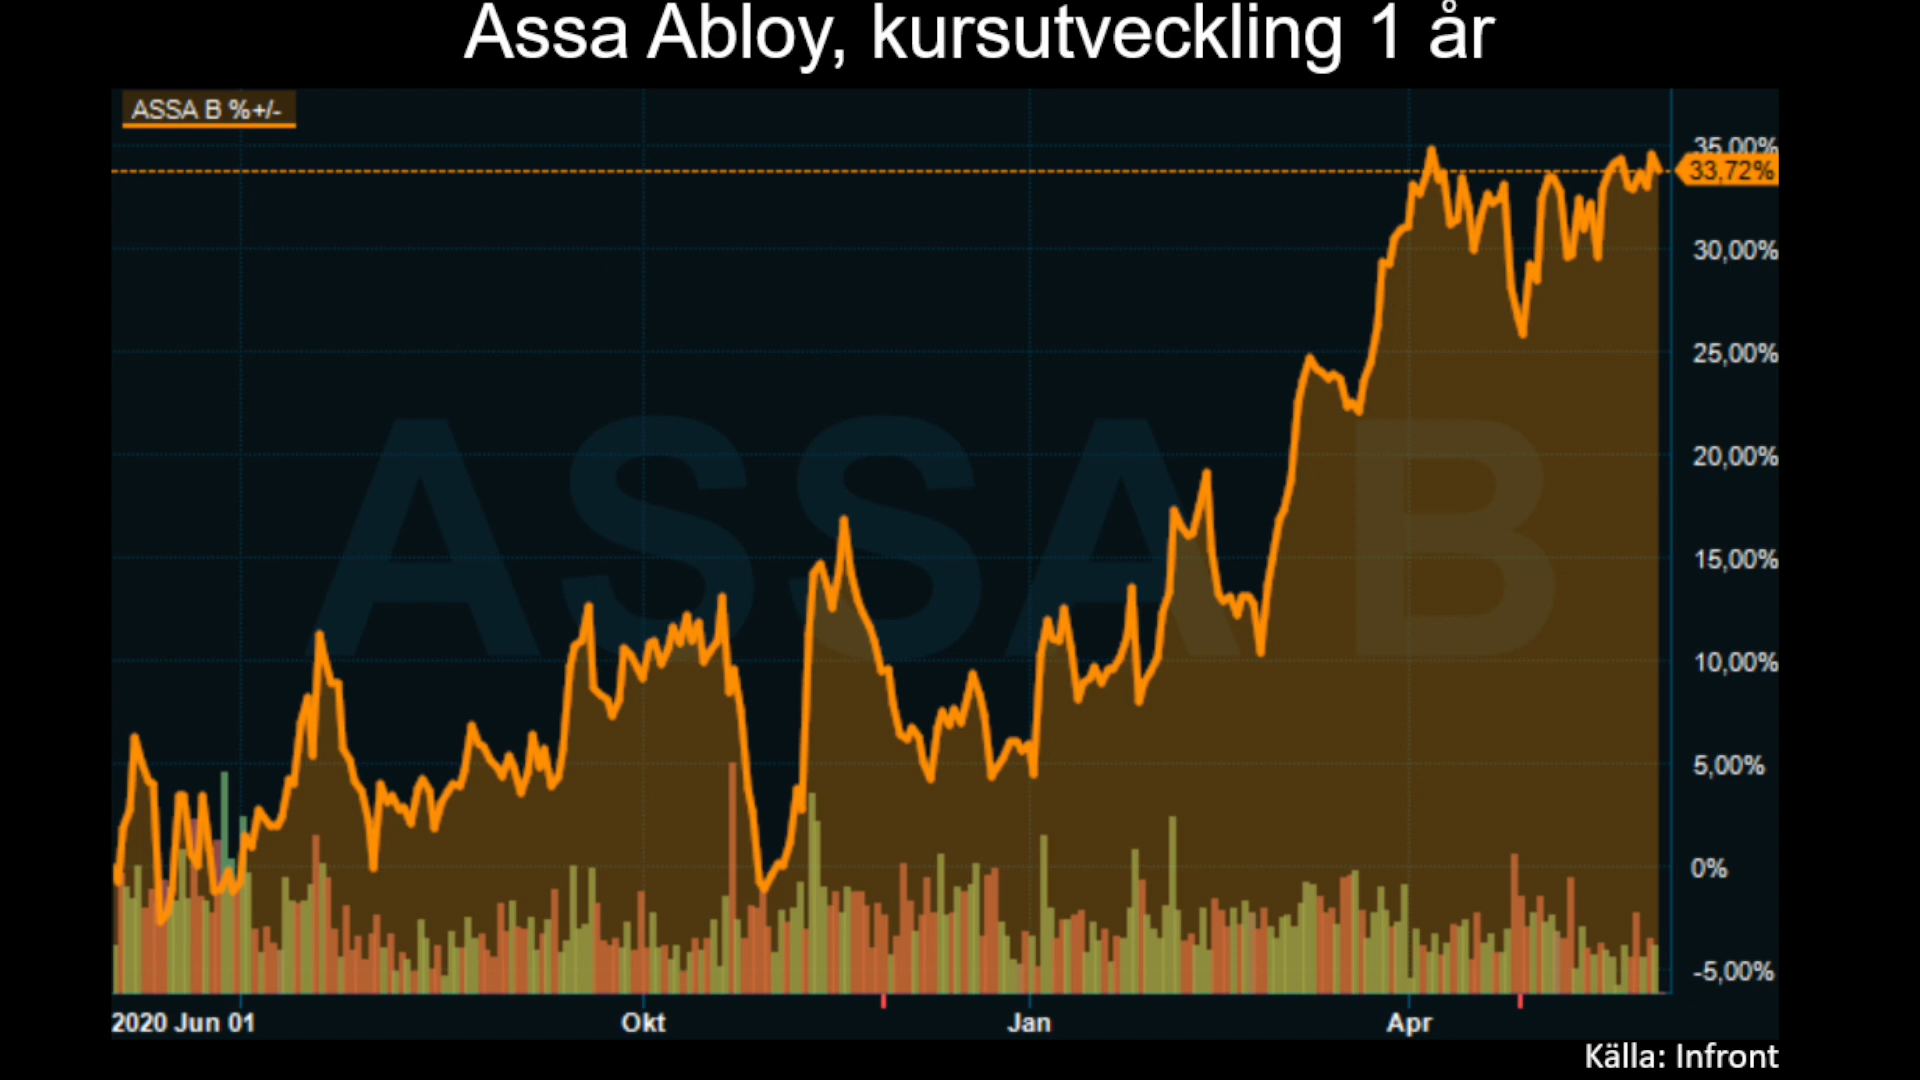 Assa Abloy, kursutveckling 1 år
ASSA B %+/-
ASSA B
35,00%
33,72%
30,00%
25,00%
20,00%
15,00%
10,00%
5,00%
0%
-5,00%
2020 Jun 01 Okt Jan Apr
Källa: Infront